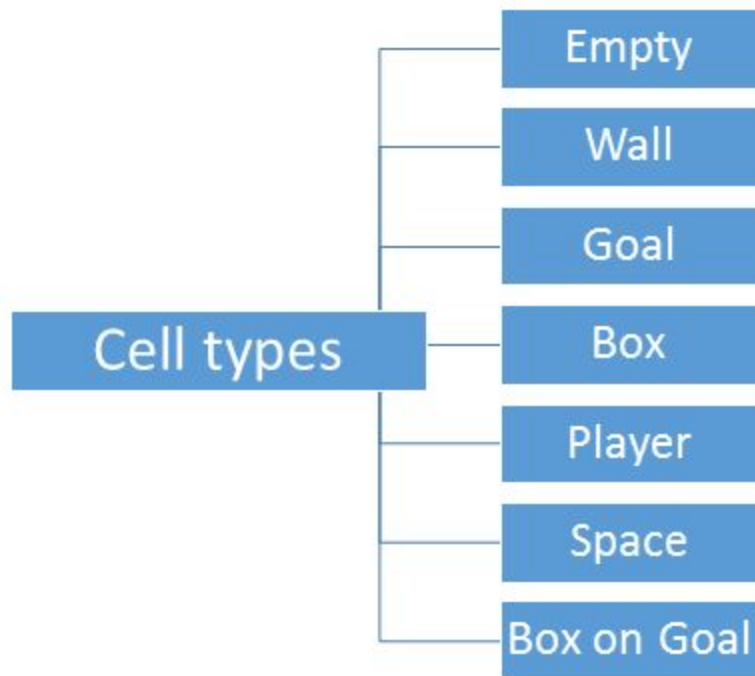 Cell types
Empty
Wall
Goal
Box
Player
Space
Box on Goal